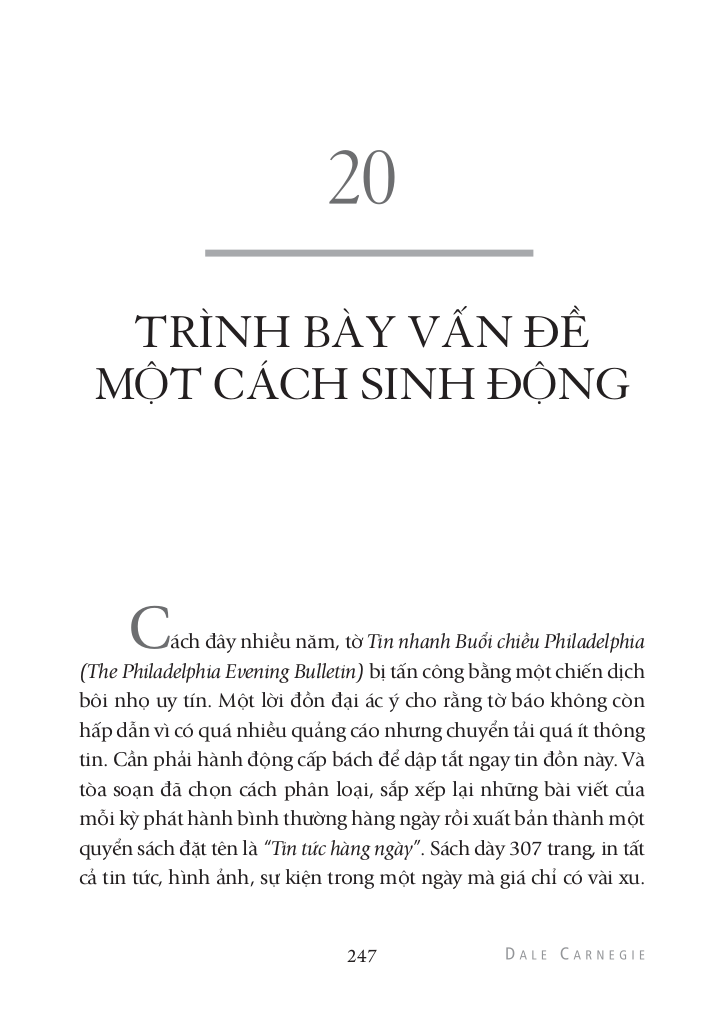 20
TRÌNH BÀY VẤN ĐỀ
MỘT CÁCH SINH ĐỘNG
Cách đây nhiều năm, tờ Tin nhanh Buổi chiều Philadelphia
(The Philadelphia Evening Bulletin) bị tấn công bằng một chiến dịch
bôi nhọ uy tín. Một lời đồn đại ác ý cho rằng tờ báo không còn
hấp dẫn vì có quá nhiều quảng cáo nhưng chuyển tải quá ít thông
tin. Cần phải hành động cấp bách để dập tắt ngay tin đồn này. Và
tòa soạn đã chọn cách phân loại, sắp xếp lại những bài viết của
mỗi kỳ phát hành bình thường hàng ngày rồi xuất bản thành một
quyển sách đặt tên là “Tin tức hàng ngày”. Sách dày 307 trang, in tất
cả tin tức, hình ảnh, sự kiện trong một ngày mà giá chỉ có vài xu.
247
DALE CARNEGIE